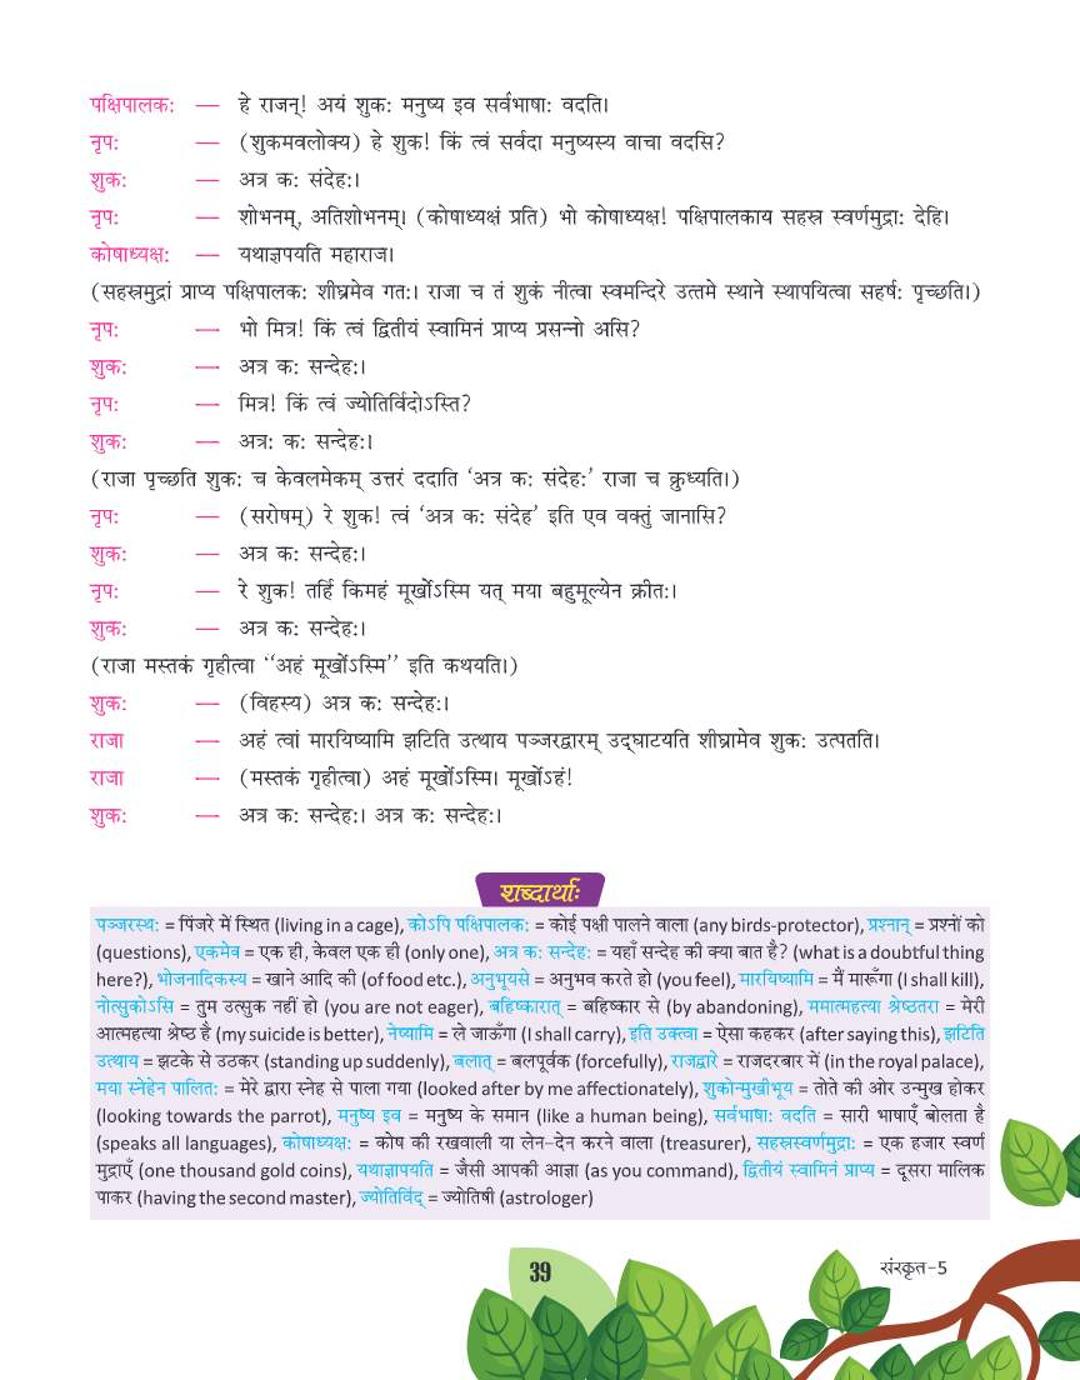 पक्षिपालक: — हे राजन्! अयं शुक: मनुष्य इव सर्वभाषा: वदति।
नृप: — (शुकमवलोक्य) हे शुक! किं त्वं सर्वदा मनुष्यस्य वाचा वदसि?
शुक: — अत्र क: संदेह:।
नृप: — शोभनम्, अतिशोभनम्। (कोषाध्यक्षं प्रति) भो कोषाध्यक्ष! पक्षिपालकाय सहस्र स्वर्णमुद्रा: देहि।
कोषाध्यक्ष: — यथाज्ञपयति महाराज।
(सहस्रमुद्रां प्राप्य पक्षिपालक: शीघ्रमेव गत:। राजा च तं शुकं नीत्वा स्वमन्दिरे उत्तमे स्थाने स्थापयित्वा सहर्ष: पृच्छति।)
नृप: — भो मित्र! किं त्वं द्वितीयं स्वामिनं प्राप्य प्रसन्नो असि?
शुक: — अत्र क: सन्देह:।
नृप: — मित्र! किं त्वं ज्योतिर्विदोऽस्ति?
शुक: — अत्र: क: सन्देह:।
(राजा पृच्छति शुक: च केवलमेकम् उत्तरं ददाति ‘अत्र क: संदेह:’ राजा च क्रुध्यति।)
नृप: — (सरोषम्) रे शुक! त्वं ‘अत्र क: संदेह’ इति एव वक्तुं जानासि?
शुक: — अत्र क: सन्देह:।
नृप: — रे शुक! तर्हि किमहं मूर्खोऽस्मि यत् मया बहुमूल्येन क्रीत:।
शुक: — अत्र क: सन्देह:।
(राजा मस्तकं गृहीत्वा “अहं मूर्खोऽस्मि” इति कथयति।)
शुक: — (विहस्य) अत्र क: सन्देह:।
राजा — अहं त्वां मारयिष्यामि झटिति उत्थाय पञ्जरद्वारम् उद्घाटयति शीघ्रामेव शुक: उत्पतति।
राजा — (मस्तकं गृहीत्वा) अहं मूर्खोऽस्मि। मूर्खोऽहं!
शुक: — अत्र क: सन्देह:। अत्र क: सन्देह:।
शब्दार्था:
पञ्जरस्थ: = पिंजरे में स्थित (living in a cage), कोऽपि पक्षिपालक: = कोई पक्षी पालने वाला (any birds-protector), प्रश्नान् = प्रश्नों को
(questions), एकमेव = एक ही, केवल एक ही (only one), अत्र क: सन्देह: = यहाँ सन्देह की क्या बात है? (what is a doubtful thing
here?), भोजनादिकस्य = खाने आदि की (of food etc.), अनुभूयसे = अनुभव करते हो (you feel), मारयिष्यामि = मैं मारूँगा (I shall kill),
नोत्सुकोऽसि = तुम उत्सुक नहीं हो (you are not eager), बहिष्कारात् = बहिष्कार से (by abandoning), ममात्महत्या श्रेष्ठतरा = मेरी
आत्महत्या श्रेष्ठ है (my suicide is better), नेष्यामि = ले जाऊँगा (I shall carry), इति उक्त्वा = ऐसा कहकर (after saying this), झटिति
उत्थाय = झटके से उठकर (standing up suddenly), बलात् = बलपूर्वक (forcefully), राजद्वारे = राजदरबार में (in the royal palace),
मया स्नेहेन पालित: = मेरे द्वारा स्नेह से पाला गया (looked after by me affectionately), शुकोन्मुखीभूय = तोते की ओर उन्मुख होकर
(looking towards the parrot), मनुष्य इव = मनुष्य के समान (like a human being), सर्वभाषा: वदति = सारी भाषाएँ बोलता है
(speaks all languages), कोषाध्यक्ष: = कोष की रखवाली या लेन-देन करने वाला (treasurer), सहस्रस्वर्णमुद्रा: = एक हजार स्वर्ण
मुद्राएँ (one thousand gold coins), यथाज्ञापयति = जैसी आपकी आज्ञा (as you command), द्वितीयं स्वामिनं प्राप्य = दूसरा मालिक
पाकर (having the second master), ज्योतिर्विद् = ज्योतिषी (astrologer)
39
संस्कृत-5